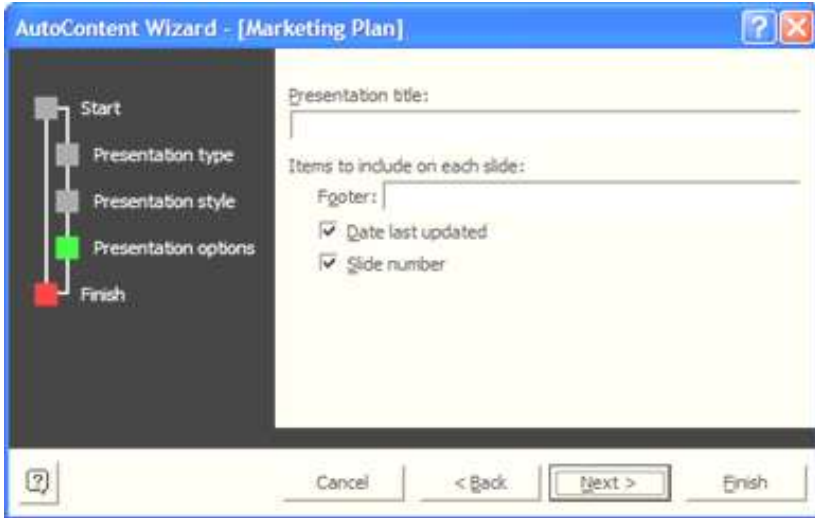 AutoContent Wizard - [Marketing Plan]
Start
Presentation type
Presentation style
Presentation options
Finish
Presentation title:
Items to include on each slide:
Footer:
Date last updated
Slide number
Cancel
< Back
Next >
Finish